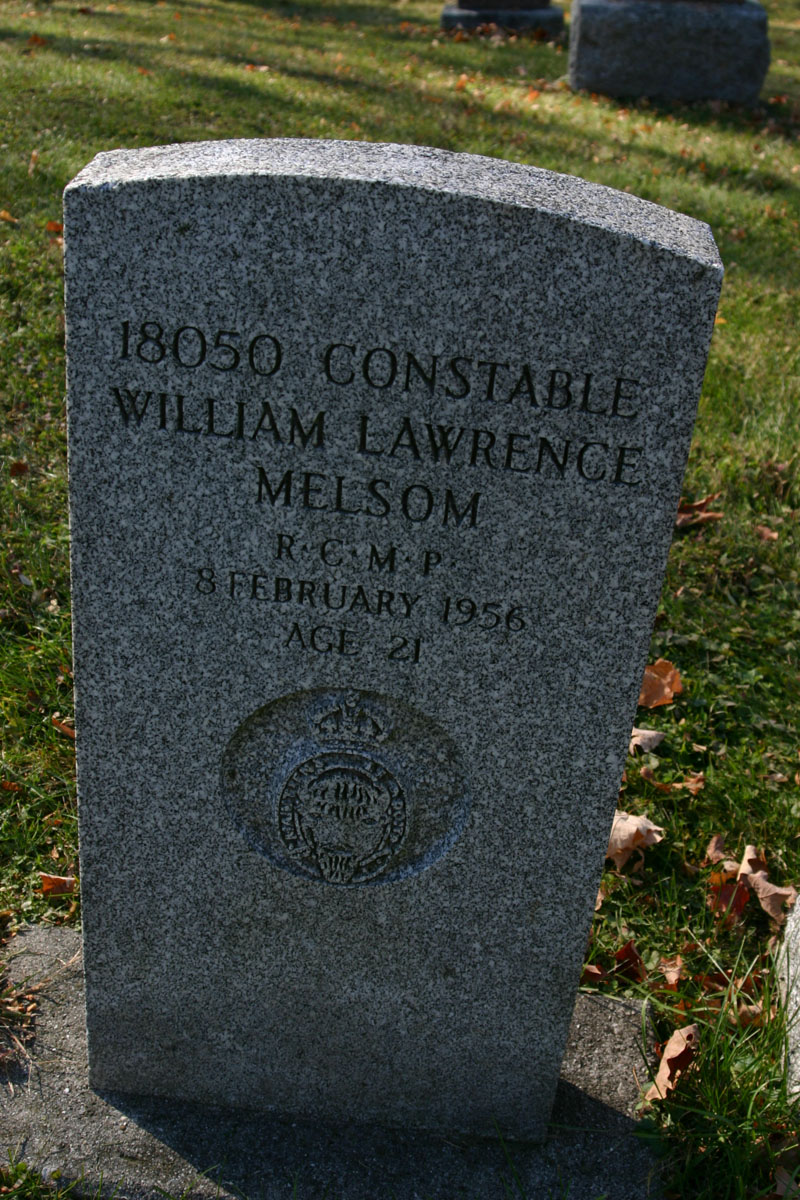 18050 CONSTABLE
WILLIAM LAWRENCE
MELSOM
R·C·M·P·
8 FEBRUARY 1956
AGE 21